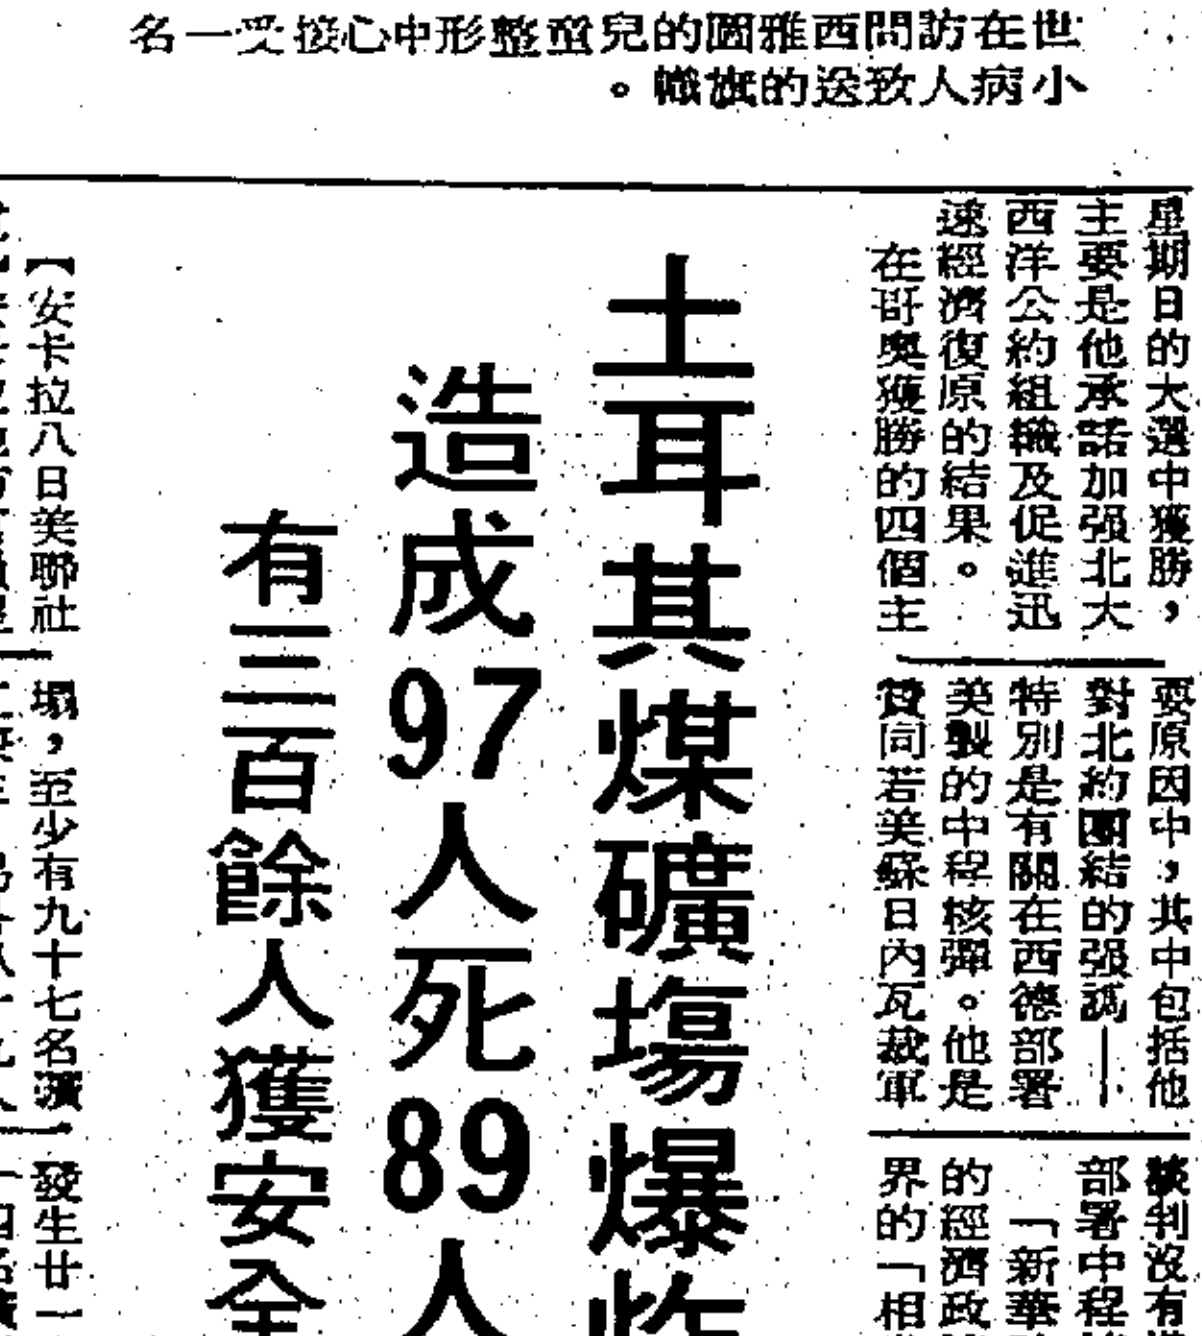 世在訪問西雅圖的兒童整形中心接受一名
小病人致送的旗幟。
星期日的大選中獲勝，
主要是他承諾加强北大
西洋公約組織及促進迅
速經濟復原的結果。
在哥奧獲勝的四個主
要原因中，其中包括他
對北約團結的强調——
特別是有關在西德部署
美製的中程核彈。他是
贊同若美蘇日內瓦裁軍
談判沒有
部署中程
「新華
的經濟政
界的「相
土耳其煤礦場爆炸
造成97人死89人
有三百餘人獲安全
【安卡拉八日美聯社
塌，至少有九十七名礦
發生廿一